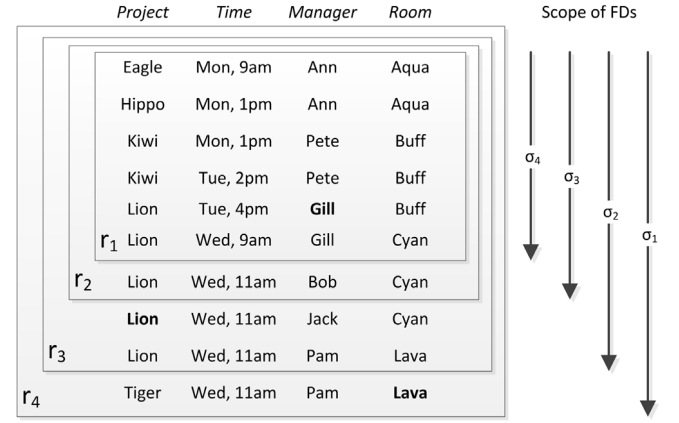 Project Time Manager Room Scope of FDs
Eagle Mon, 9am Ann Aqua
Hippo Mon, 1pm Ann Aqua
Kiwi Mon, 1pm Pete Buff
σ4
Kiwi Tue, 2pm Pete Buff
σ3
Lion Tue, 4pm Gill Buff
σ2
r1 Lion Wed, 9am Gill Cyan
σ1
r2 Lion Wed, 11am Bob Cyan
Lion Wed, 11am Jack Cyan
r3 Lion Wed, 11am Pam Lava
r4 Tiger Wed, 11am Pam Lava